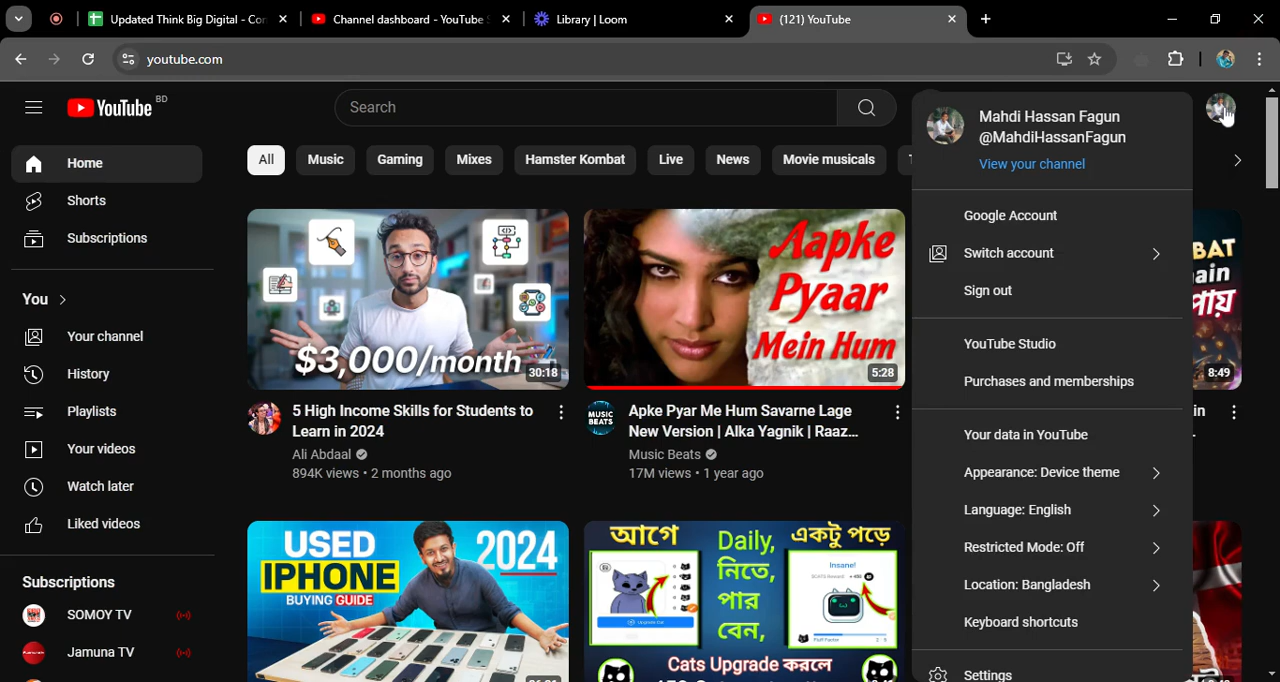 Updated Think Big Digital - Con
Channel dashboard - YouTube S
Library | Loom
(121) YouTube
youtube.com
YouTube BD
Search
Mahdi Hassan Fagun
@MahdiHassanFagun
View your channel
Home
Shorts
Subscriptions
You
Your channel
History
Playlists
Your videos
Watch later
Liked videos
Subscriptions
SOMOY TV
Jamuna TV
All
Music
Gaming
Mixes
Hamster Kombat
Live
News
Movie musicals
$3,000/month
30:18
5 High Income Skills for Students to
Learn in 2024
Ali Abdaal
894K views • 2 months ago
Aapke
Pyaar
Mein Hum
5:28
MUSIC
BEATS
Apke Pyar Me Hum Savarne Lage
New Version | Alka Yagnik | Raaz...
Music Beats
17M views • 1 year ago
8:49
USED
IPHONE
BUYING GUIDE
2024
আগে
Daily,
নিতে,
পার
বেন,
একটু পড়ে
Insane!
Upgrade Cat
Cats Upgrade করলে
Google Account
Switch account
Sign out
YouTube Studio
Purchases and memberships
Your data in YouTube
Appearance: Device theme
Language: English
Restricted Mode: Off
Location: Bangladesh
Keyboard shortcuts
Settings